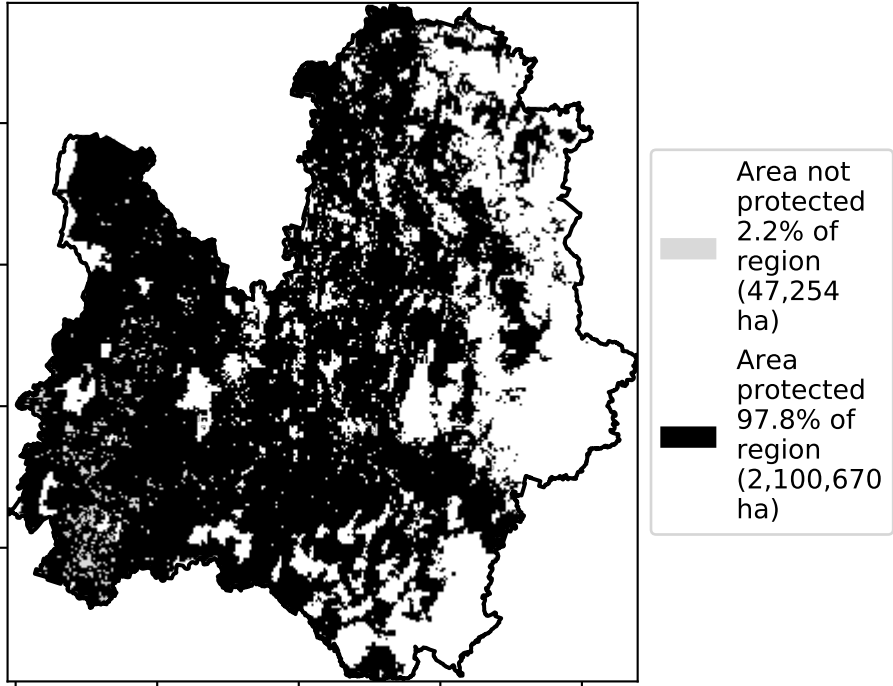 Area not
protected
2.2% of
region
(47,254
ha)
Area
protected
97.8% of
region
(2,100,670
ha)